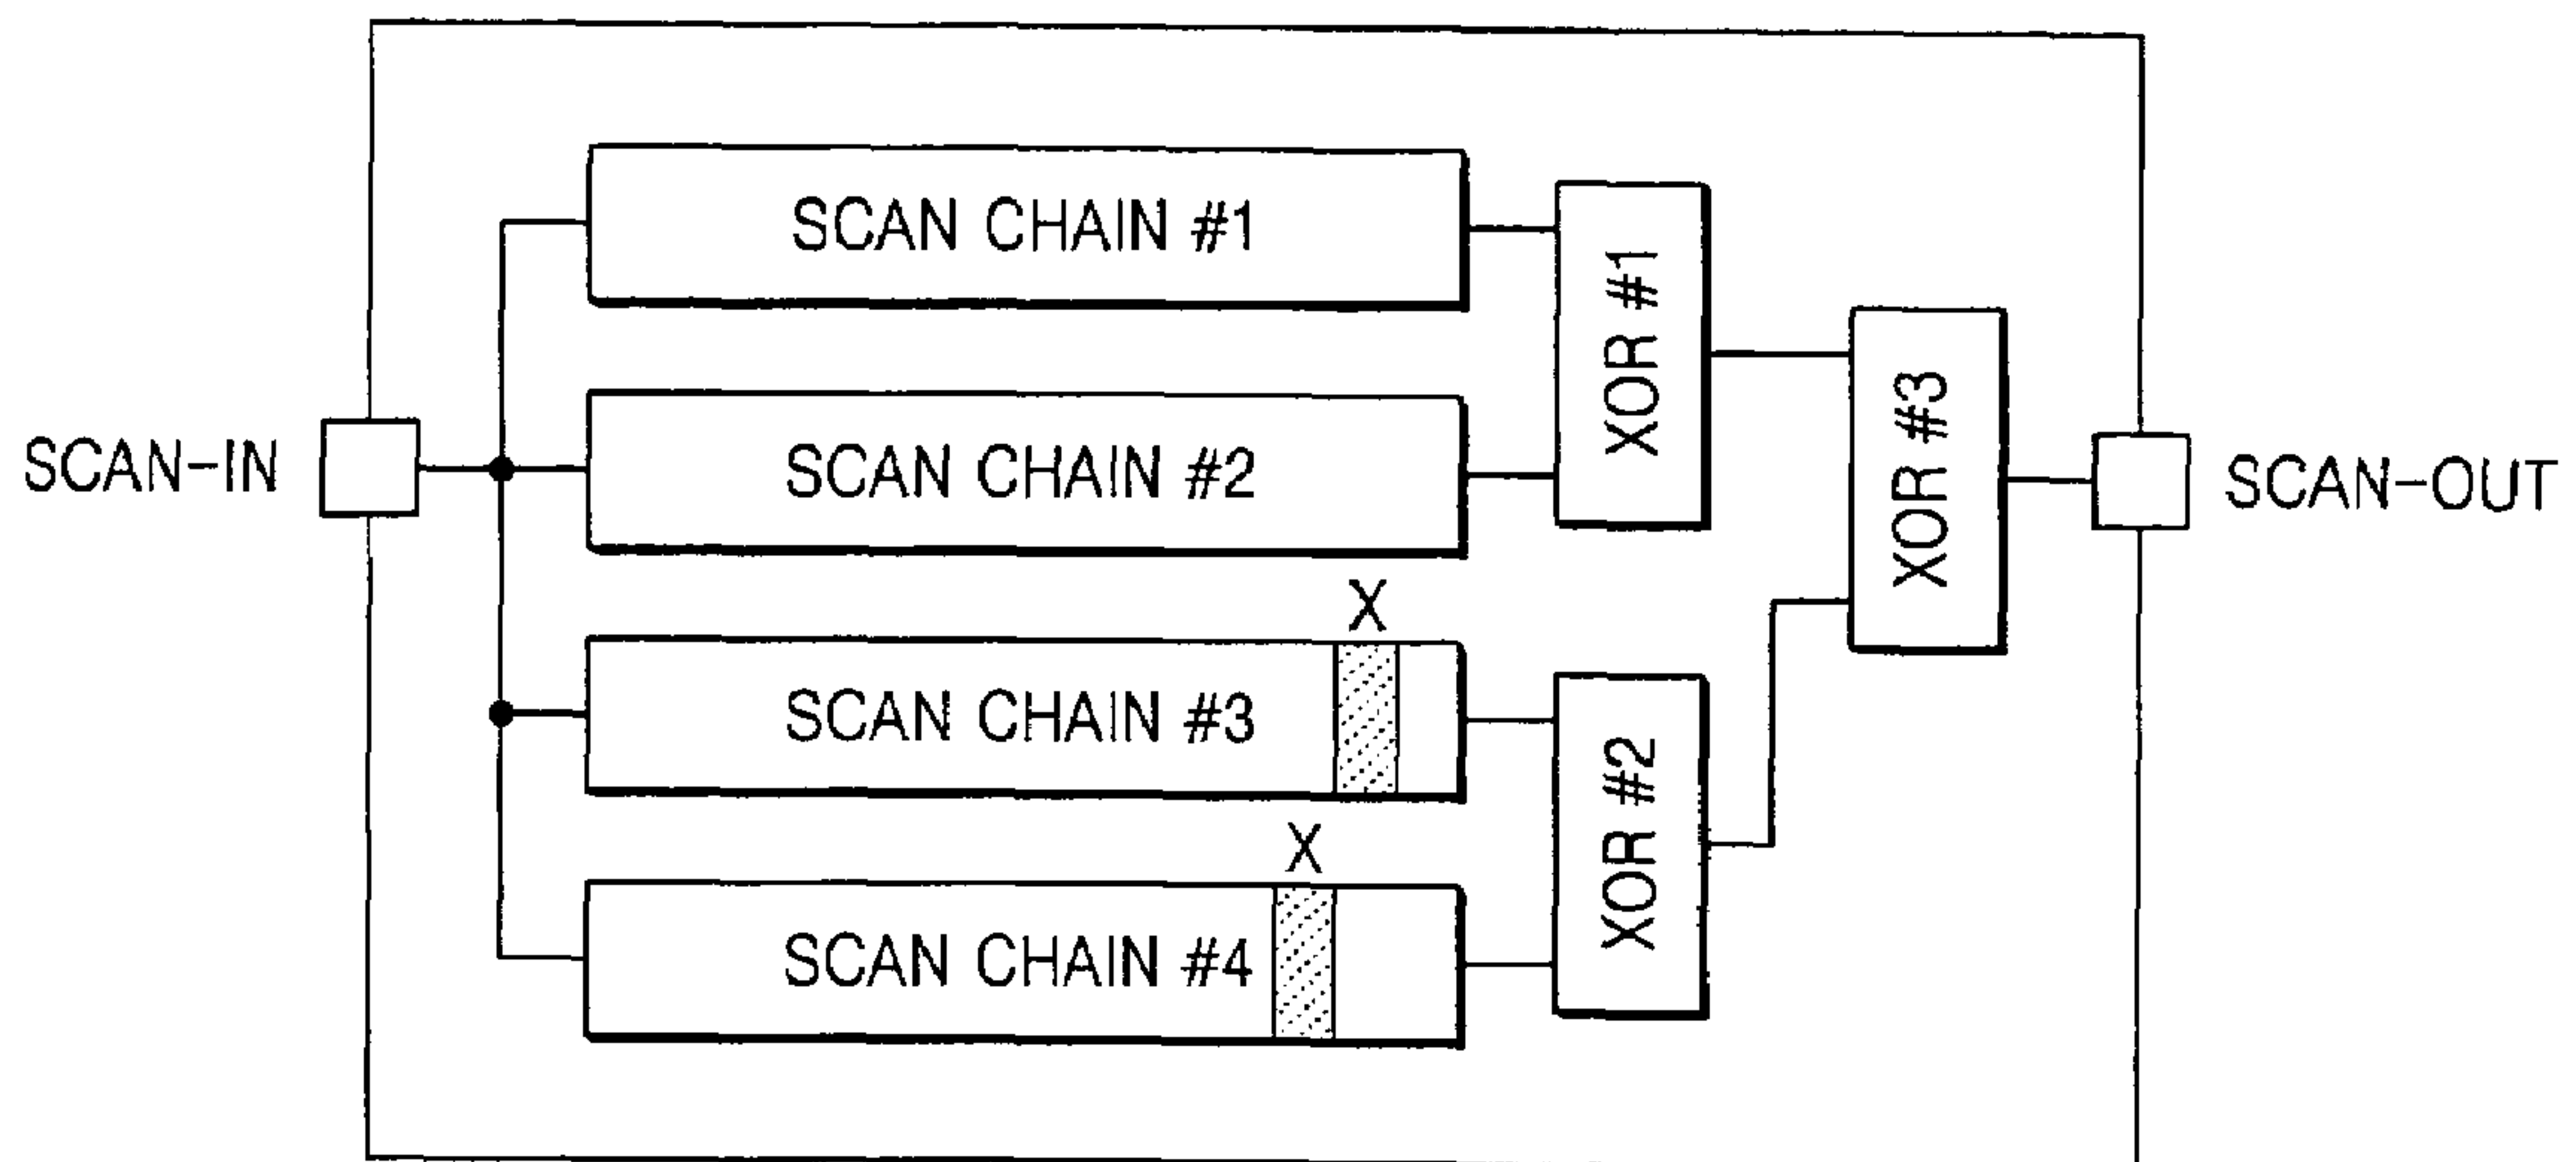 SCAN CHAIN #1
XOR #1
SCAN-IN
SCAN CHAIN #2
XOR #3
SCAN-OUT
X
SCAN CHAIN #3
XOR #2
X
SCAN CHAIN #4